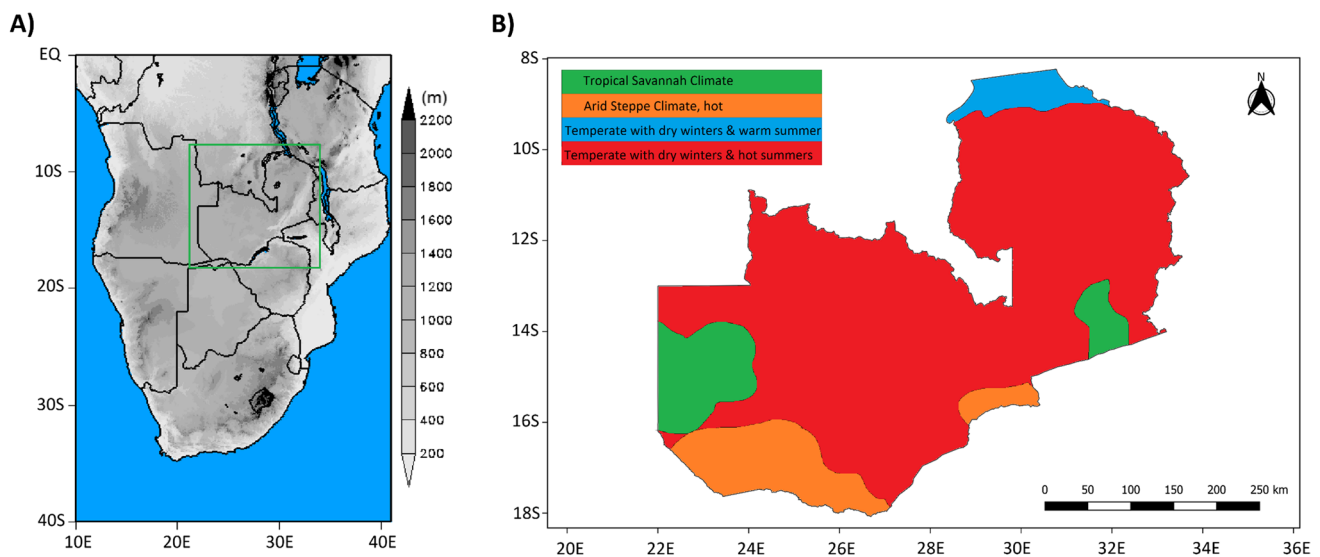 A)
EQ
10S
20S
30S
40S
10E 20E 30E 40E
(m)
2200
2000
1800
1600
1400
1200
1000
800
600
400
200
B)
8S
10S
12S
14S
16S
18S
20E 22E 24E 26E 28E 30E 32E 34E 36E
Tropical Savannah Climate
Arid Steppe Climate, hot
Temperate with dry winters & warm summer
Temperate with dry winters & hot summers
N
0 50 100 150 200 250 km